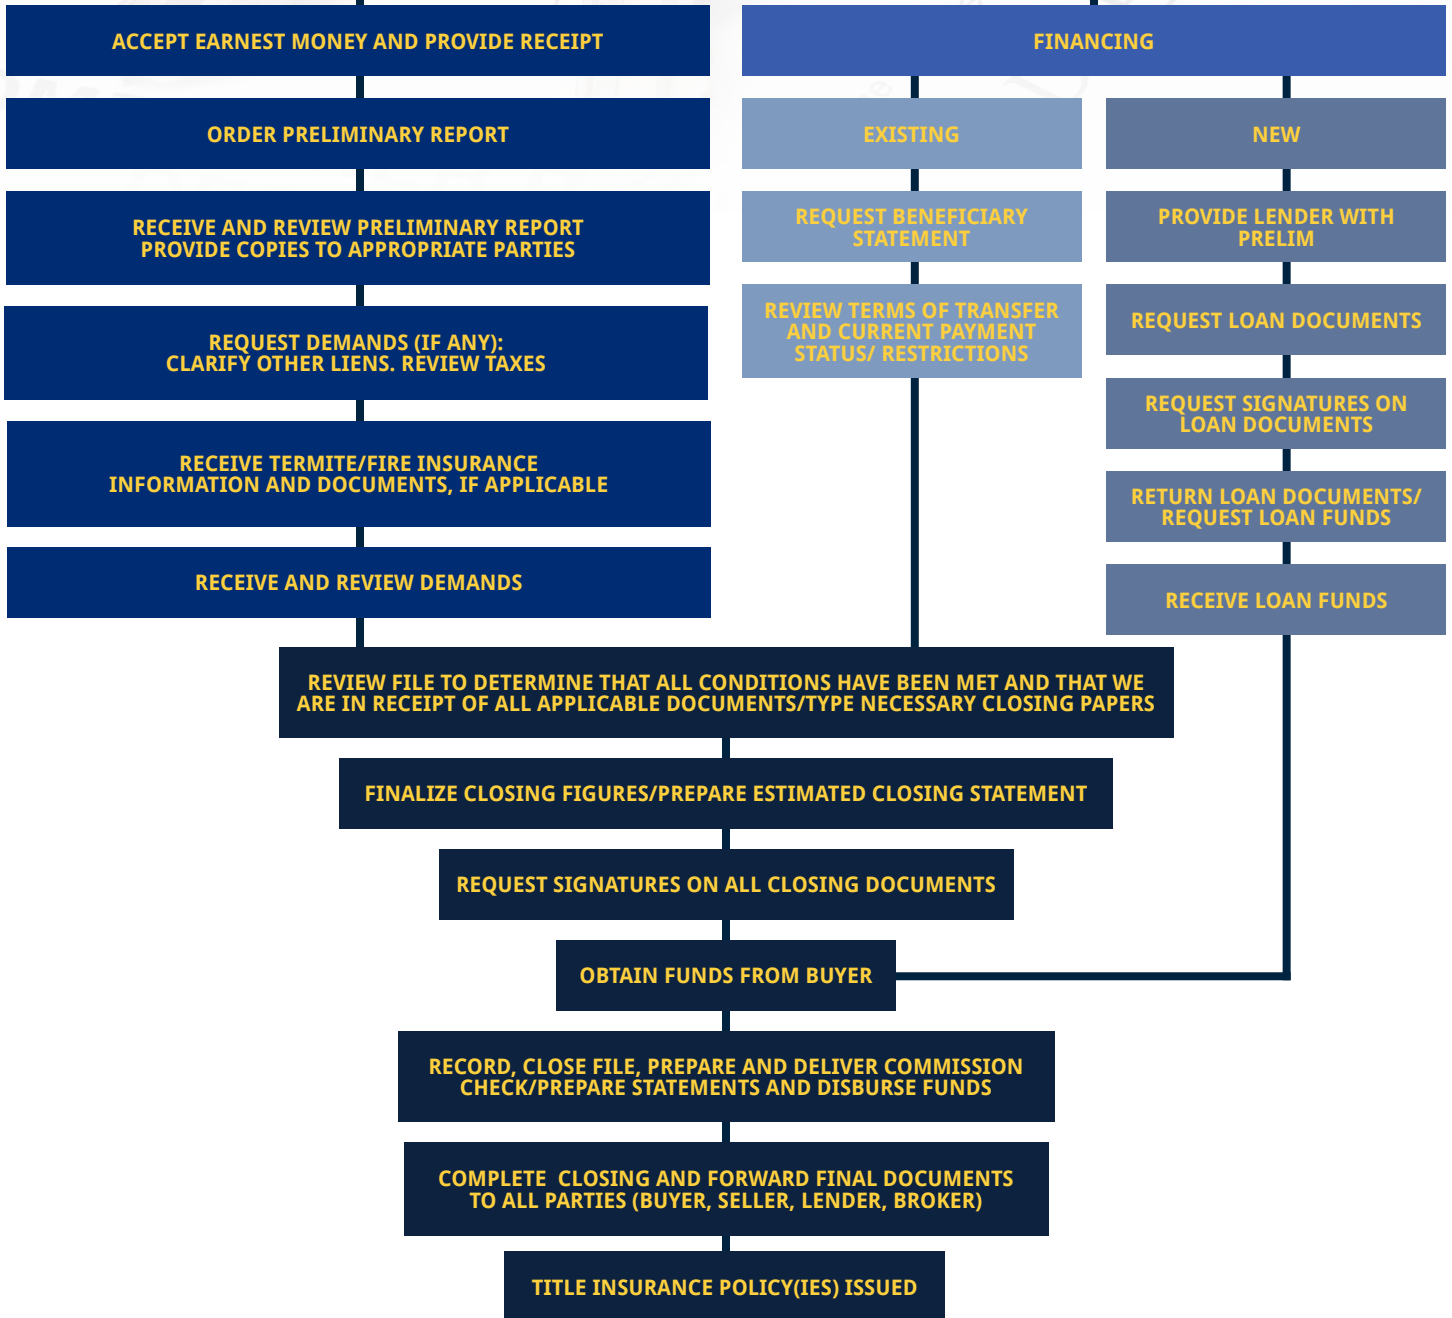 ACCEPT EARNEST MONEY AND PROVIDE RECEIPT
ORDER PRELIMINARY REPORT
RECEIVE AND REVIEW PRELIMINARY REPORT
PROVIDE COPIES TO APPROPRIATE PARTIES
REQUEST DEMANDS (IF ANY):
CLARIFY OTHER LIENS. REVIEW TAXES
RECEIVE TERMITE/FIRE INSURANCE
INFORMATION AND DOCUMENTS, IF APPLICABLE
RECEIVE AND REVIEW DEMANDS
FINANCING
EXISTING
REQUEST BENEFICIARY
STATEMENT
REVIEW TERMS OF TRANSFER
AND CURRENT PAYMENT
STATUS/ RESTRICTIONS
NEW
PROVIDE LENDER WITH
PRELIM
REQUEST LOAN DOCUMENTS
REQUEST SIGNATURES ON
LOAN DOCUMENTS
RETURN LOAN DOCUMENTS/
REQUEST LOAN FUNDS
RECEIVE LOAN FUNDS
REVIEW FILE TO DETERMINE THAT ALL CONDITIONS HAVE BEEN MET AND THAT WE
ARE IN RECEIPT OF ALL APPLICABLE DOCUMENTS/TYPE NECESSARY CLOSING PAPERS
FINALIZE CLOSING FIGURES/PREPARE ESTIMATED CLOSING STATEMENT
REQUEST SIGNATURES ON ALL CLOSING DOCUMENTS
OBTAIN FUNDS FROM BUYER
RECORD, CLOSE FILE, PREPARE AND DELIVER COMMISSION
CHECK/PREPARE STATEMENTS AND DISBURSE FUNDS
COMPLETE  CLOSING AND FORWARD FINAL DOCUMENTS
TO ALL PARTIES (BUYER, SELLER, LENDER, BROKER)
TITLE INSURANCE POLICY(IES) ISSUED